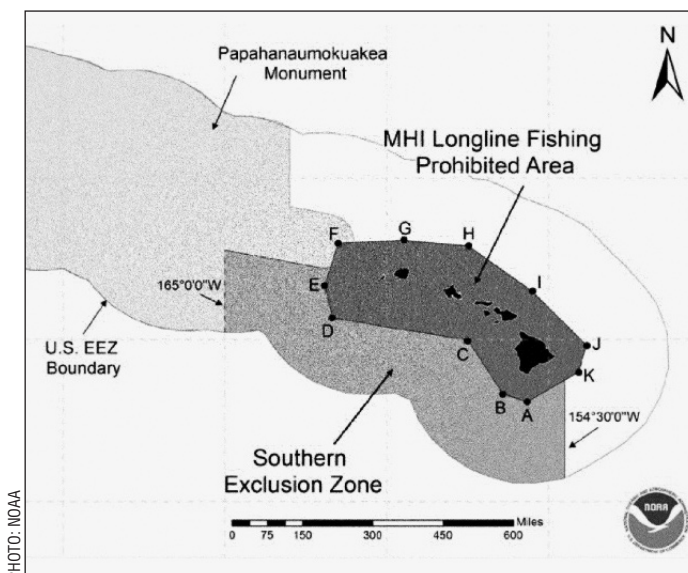 Papahanaumokuakea
Monument
N
MHI Longline Fishing
Prohibited Area
F
G
H
I
E
165°0'0"W
D
U.S. EEZ
Boundary
C
J
K
B
A
154°30'0"W
Southern
Exclusion Zone
Miles
0 75 150 300 450 600
NOAA
HOTO: NOAA